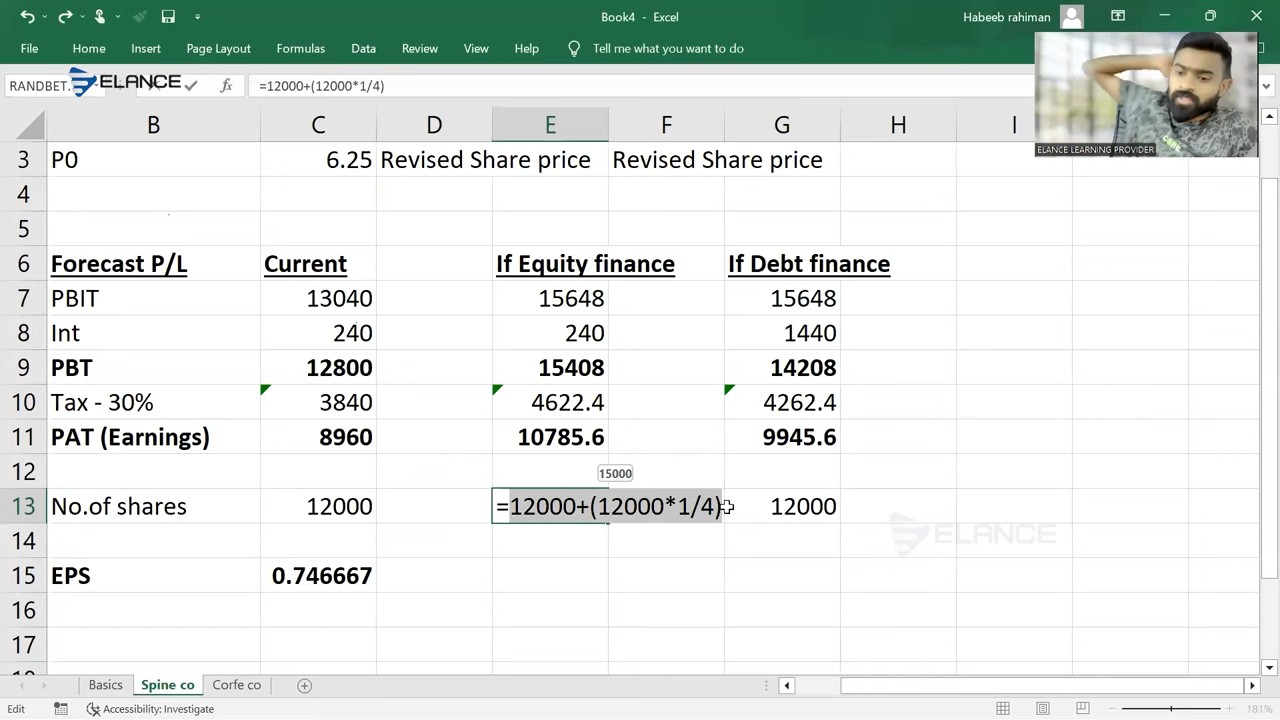 Book4 - Excel
Habeeb rahiman
File Home Insert Page Layout Formulas Data Review View Help Tell me what you want to do
RANDBET.
ELANCE
fx =12000+(12000*1/4)
ELANCE LEARNING PROVIDER
B C D E F G H I
3 P0 6.25 Revised Share price Revised Share price
4
5
6 Forecast P/L Current If Equity finance If Debt finance
7 PBIT 13040 15648 15648
8 Int 240 240 1440
9 PBT 12800 15408 14208
10 Tax - 30% 3840 4622.4 4262.4
11 PAT (Earnings) 8960 10785.6 9945.6
12
15000
13 No.of shares 12000 =12000+(12000*1/4) 12000
ELANCE
14
15 EPS 0.746667
16
17
Basics Spine co Corfe co
Edit Accessibility: Investigate 181%